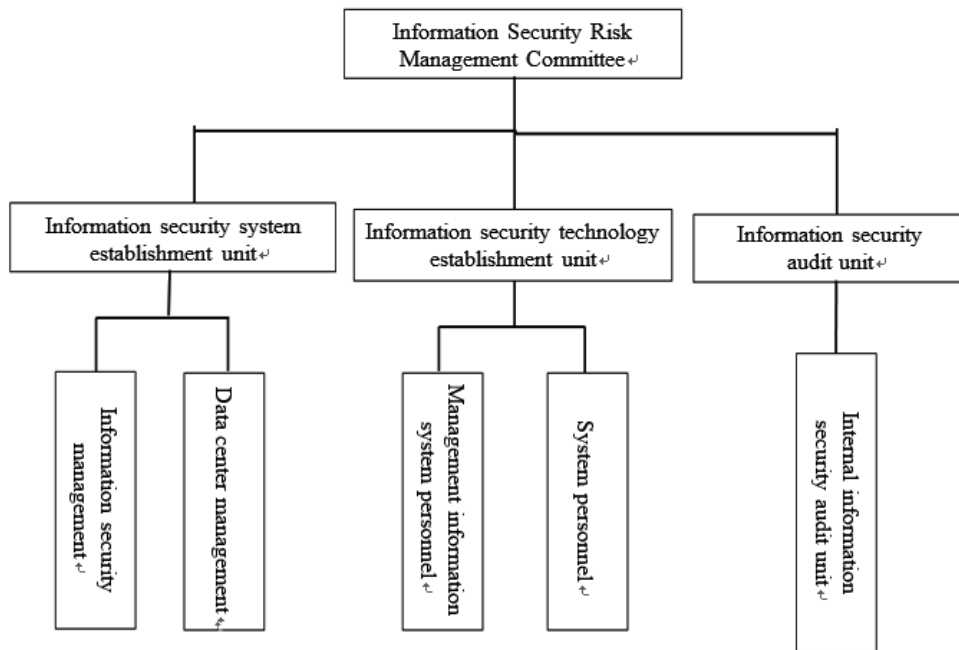 Information Security Risk
Management Committee↵
Information security system
establishment unit↵
Information security technology
establishment unit↵
Information security
audit unit↵
Information security
management↵
Data center management↵
Management information
system personnel↵
System personnel↵
Internal information
security audit unit↵